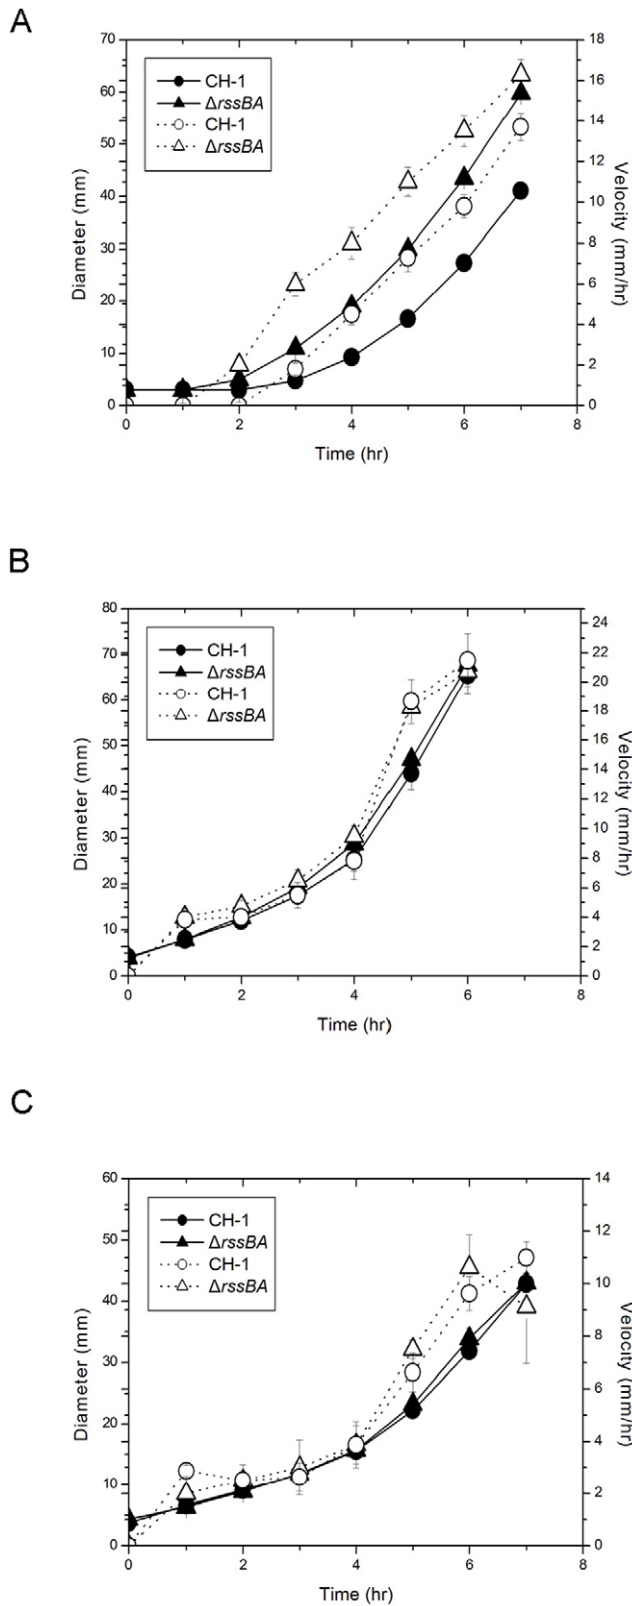 A
70
60
50
40
30
20
10
0
Diameter (mm)
CH-1
ΔrssBA
CH-1
ΔrssBA
18
16
14
12
10
8
6
4
2
0
Velocity (mm/hr)
0 2 4 6 8
Time (hr)
B
80
70
60
50
40
30
20
10
0
Diameter (mm)
CH-1
ΔrssBA
CH-1
ΔrssBA
24
22
20
18
16
14
12
10
8
6
4
2
0
Velocity (mm/hr)
0 2 4 6 8
Time (hr)
C
60
50
40
30
20
10
0
Diameter (mm)
CH-1
ΔrssBA
CH-1
ΔrssBA
14
12
10
8
6
4
2
0
Velocity (mm/hr)
0 2 4 6 8
Time (hr)